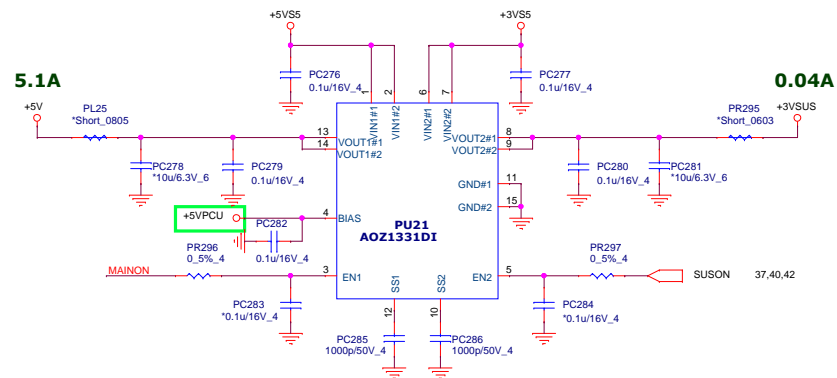 +5VS5
+3VS5
5.1A
0.04A
PC276
0.1u/16V_4
PC277
0.1u/16V_4
+5V
PL25
*Short_0805
PR295
*Short_0603
+3VSUS
1
2
6
7
VIN1#1
VIN1#2
VIN2#1
VIN2#2
13
VOUT1#1
14
VOUT1#2
8
VOUT2#1
9
VOUT2#2
PC278
*10u/6.3V_6
PC279
0.1u/16V_4
PC280
0.1u/16V_4
PC281
*10u/6.3V_6
11
GND#1
15
GND#2
+5VPCU
PC282
0.1u/16V_4
4
BIAS
PU21
AOZ1331DI
PR296
0_5%_4
MAINON
3
EN1
5
EN2
PR297
0_5%_4
SUSON
37,40,42
SS1
SS2
12
10
PC283
*0.1u/16V_4
PC284
*0.1u/16V_4
PC285
1000p/50V_4
PC286
1000p/50V_4